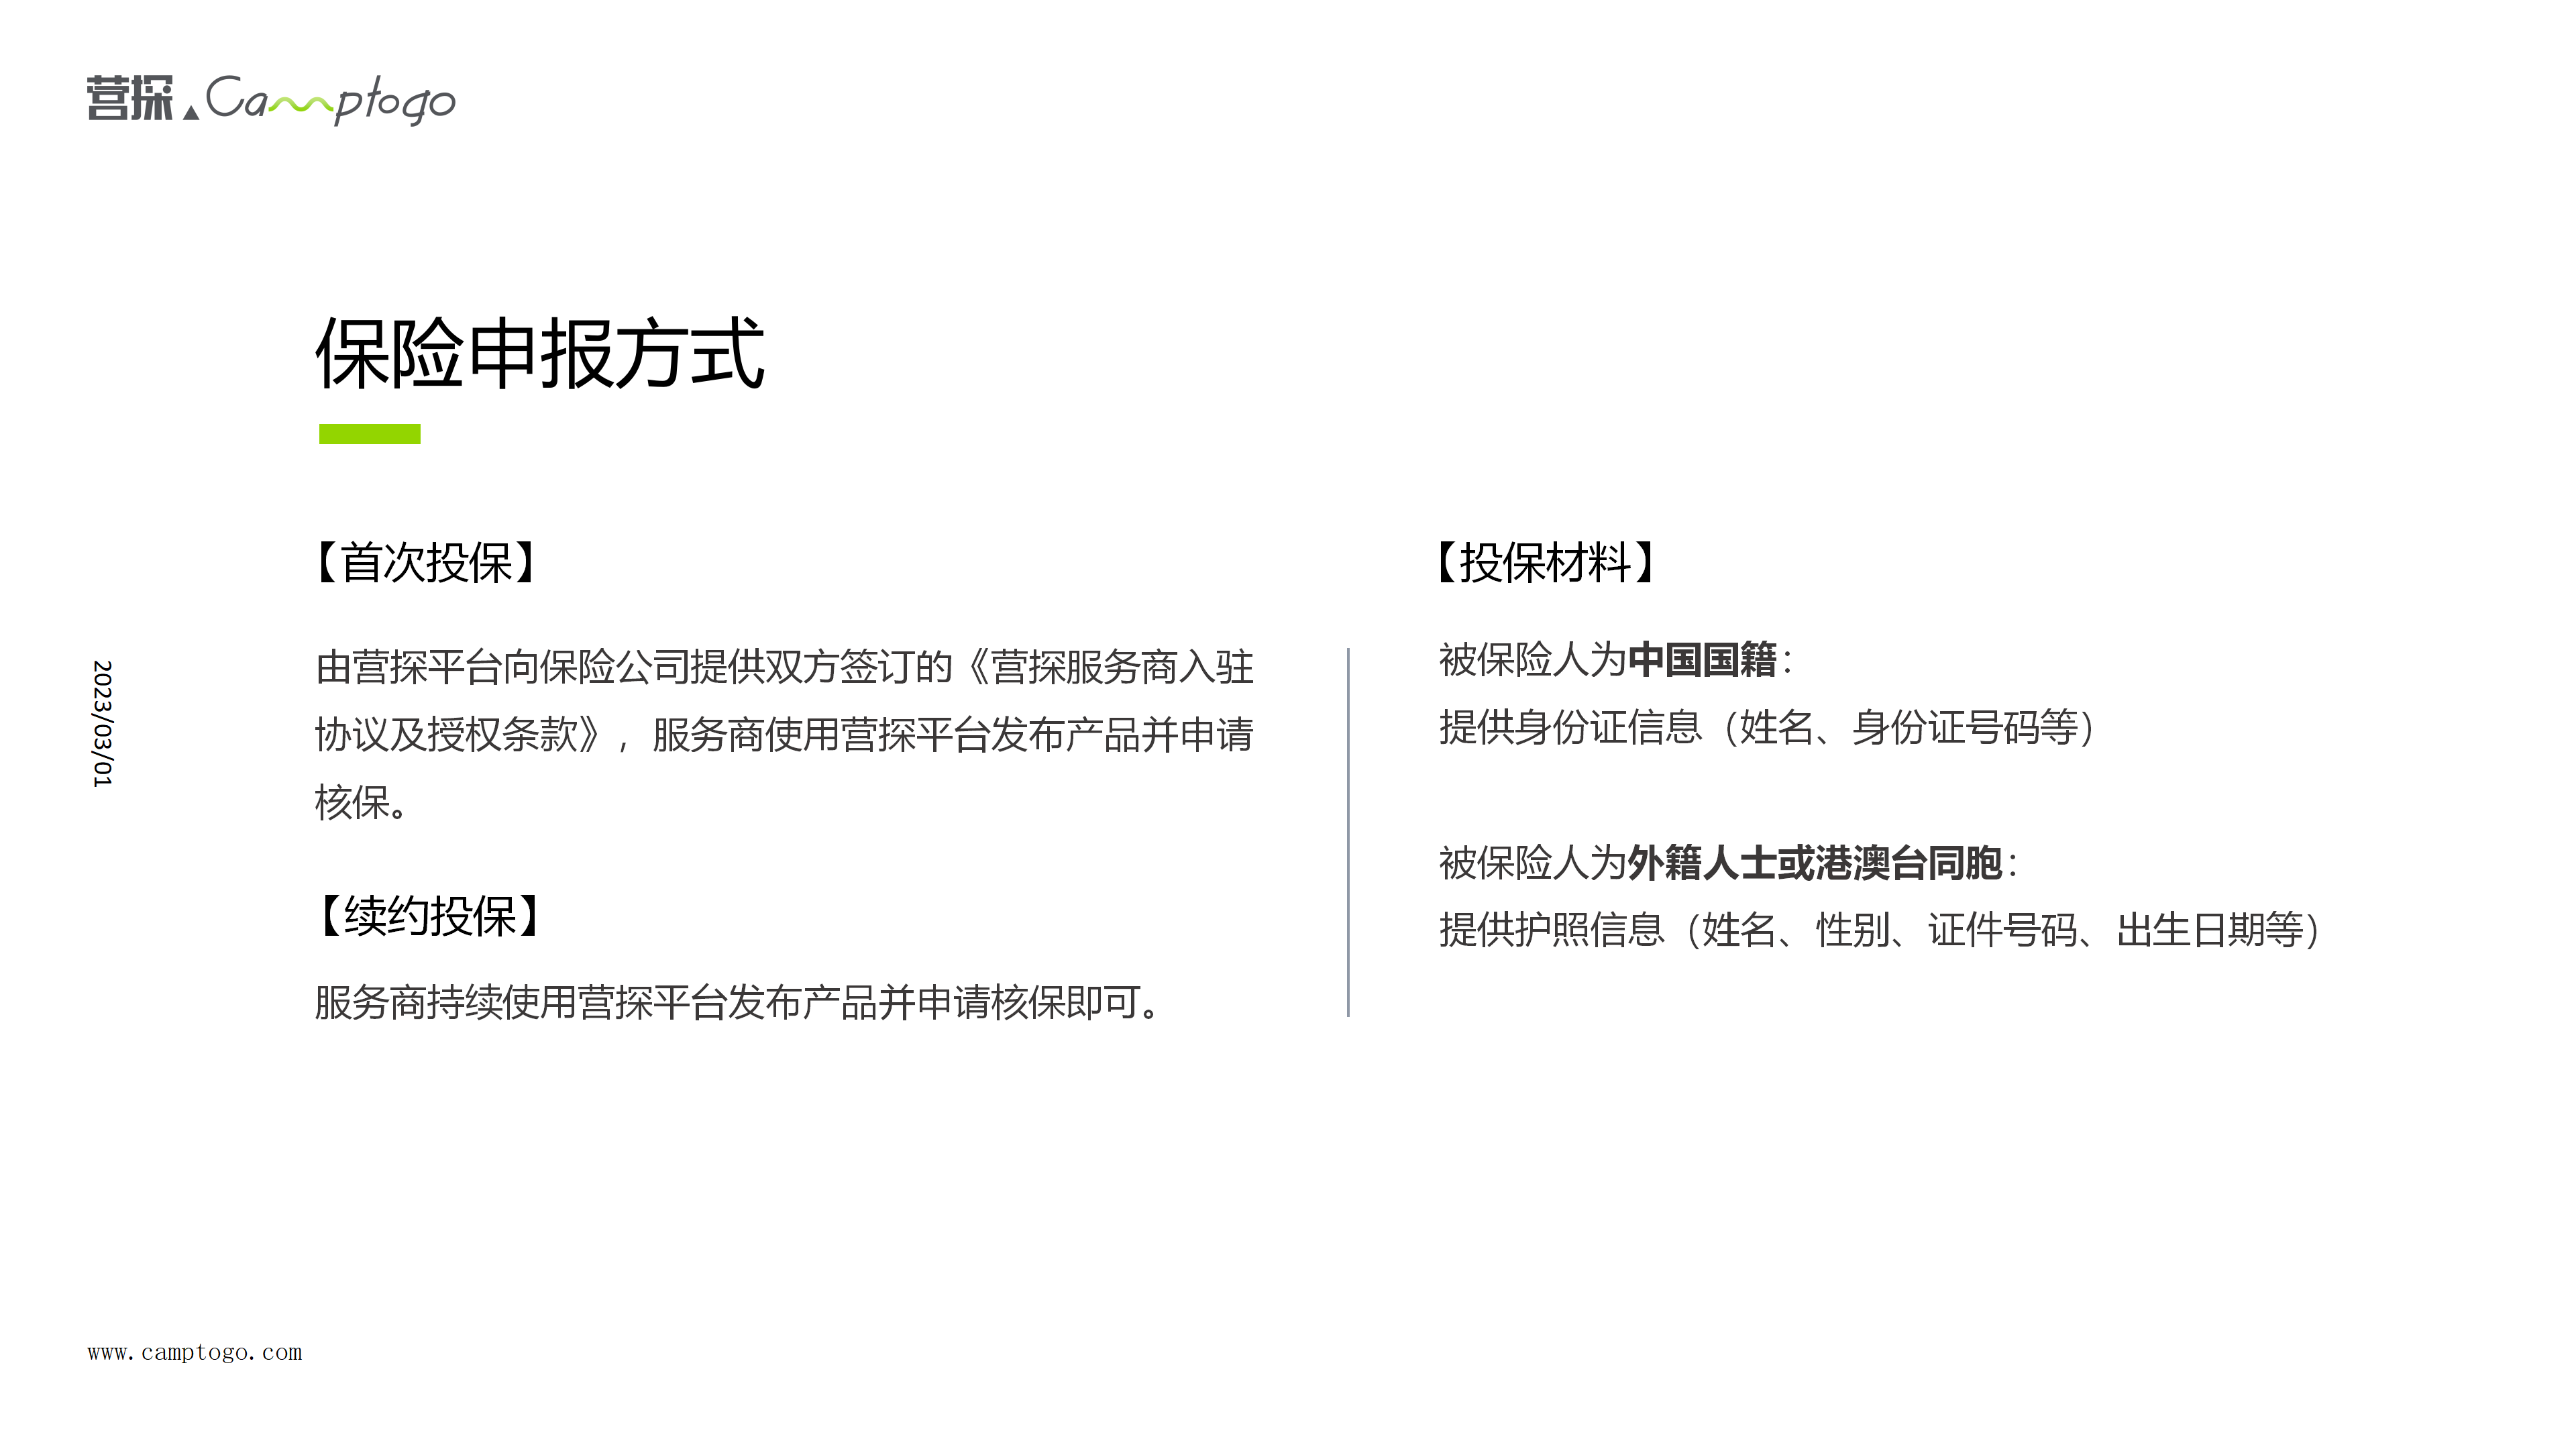 营探 Camptogo
保险申报方式
【首次投保】
由营探平台向保险公司提供双方签订的《营探服务商入驻
协议及授权条款》，服务商使用营探平台发布产品并申请
核保。
【续约投保】
服务商持续使用营探平台发布产品并申请核保即可。
【投保材料】
被保险人为中国国籍：
提供身份证信息（姓名、身份证号码等）
被保险人为外籍人士或港澳台同胞：
提供护照信息（姓名、性别、证件号码、出生日期等）
2023/03/01
www.camptogo.com